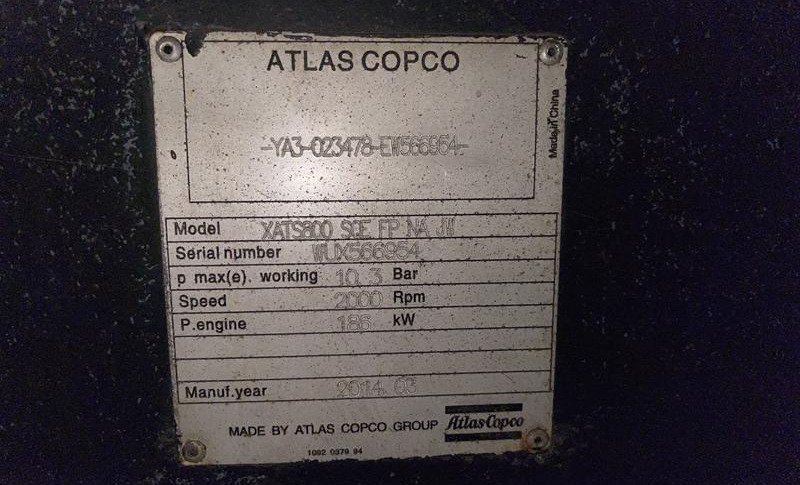 ATLAS COPCO
Made in China
-YA3-023478-EW566954-
Model XATS800 SCE FP NA JW
Serial number WUX566954
p max(e). working 10.3 Bar
Speed 2000 Rpm
P.engine 186 kW
Manuf.year 2014.03
MADE BY ATLAS COPCO GROUP Atlas Copco
1092 0379 94